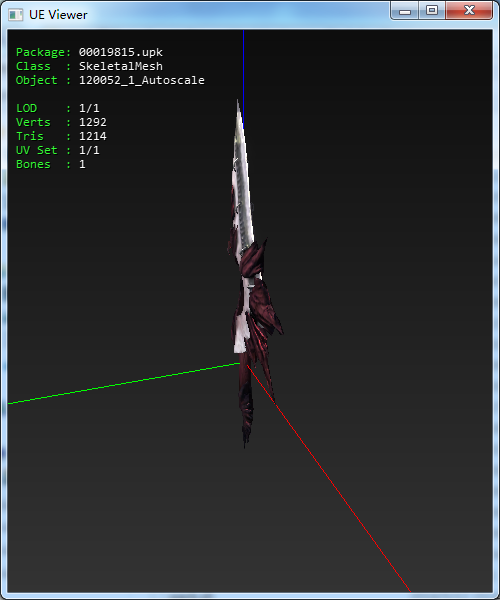 UE Viewer
Package: 00019815.upk
Class : SkeletalMesh
Object : 120052_1_Autoscale
LOD : 1/1
Verts : 1292
Tris : 1214
UV Set : 1/1
Bones : 1